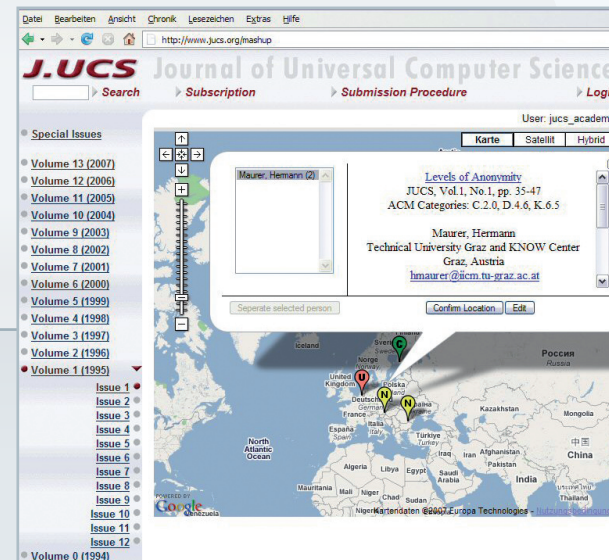 Datei Bearbeiten Ansicht Chronik Lesezeichen Extras Hilfe
http://www.jucs.org/mashup
J.UCS Journal of Universal Computer Science
Search Subscription Submission Procedure Logi
User: jucs_academ
Special Issues
Karte Satellit Hybrid
Volume 13 (2007)
Volume 12 (2006)
Volume 11 (2005)
Volume 10 (2004)
Volume 9 (2003)
Volume 8 (2002)
Volume 7 (2001)
Volume 6 (2000)
Volume 5 (1999)
Volume 4 (1998)
Volume 3 (1997)
Volume 2 (1996)
Volume 1 (1995)
Issue 1
Issue 2
Issue 3
Issue 4
Issue 5
Issue 6
Issue 7
Issue 8
Issue 9
Issue 10
Issue 11
Issue 12
Volume 0 (1994)
Maurer, Hermann (2)
Levels of Anonymity
JUCS, Vol.1, No.1, pp. 35-47
ACM Categories: C.2.0, D.4.6, K.6.5
Maurer, Hermann
Technical University Graz and KNOW Center
Graz, Austria
hmaurer@iicm.tu-graz.ac.at
Seperate selected person
Confirm Location Edit
Iceland
Norge
Norway
C
Россия
Russia
United
Kingdom
U
Polska
N
N
France
España
Spain
Italia
Italy
Türkiye
Turkey
Kazakhstan
Mongolia
中国
China
North
Atlantic
Ocean
Iraq
Iran
Afghanistan
Pakistan
Algeria
Libya
Egypt
Saudi
Arabia
India
Thailand
Mauritania
Mali
Niger
Chad
Sudan
POWERED BY
Google
Venezuela
Kartendaten ©2007 Europa Technologies -